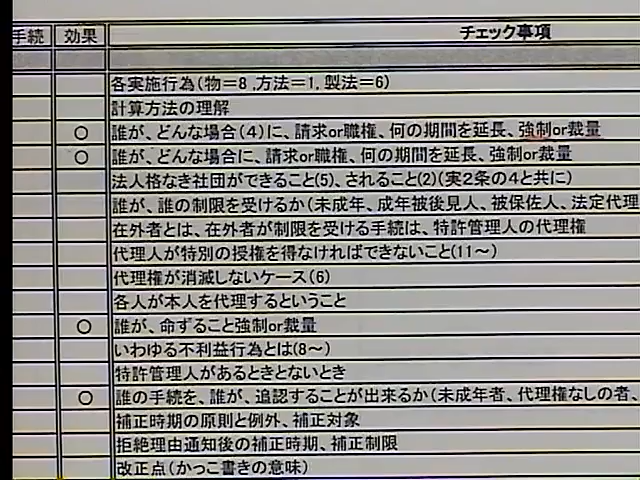 手続 効果 チェック事項
各実施行為(物=8,方法=1,製法=6)
計算方法の理解
○ 誰が、どんな場合(4)に、請求or職権、何の期間を延長、強制or裁量
○ 誰が、どんな場合に、請求or職権、何の期間を延長、強制or裁量
法人格なき社団ができること(5)、されること(2)(実2条の4と共に)
誰が、誰の制限を受けるか(未成年、成年被後見人、被保佐人、法定代理
在外者とは、在外者が制限を受ける手続は、特許管理人の代理権
代理人が特別の授権を得なければできないこと(11~)
代理権が消滅しないケース(6)
各人が本人を代理するということ
○ 誰が、命ずること強制or裁量
いわゆる不利益行為とは(8~)
特許管理人があるときとないとき
○ 誰の手続を、誰が、追認することが出来るか(未成年者、代理権なしの者、
補正時期の原則と例外、補正対象
拒絶理由通知後の補正時期、補正制限
改正点(かっこ書きの意味)